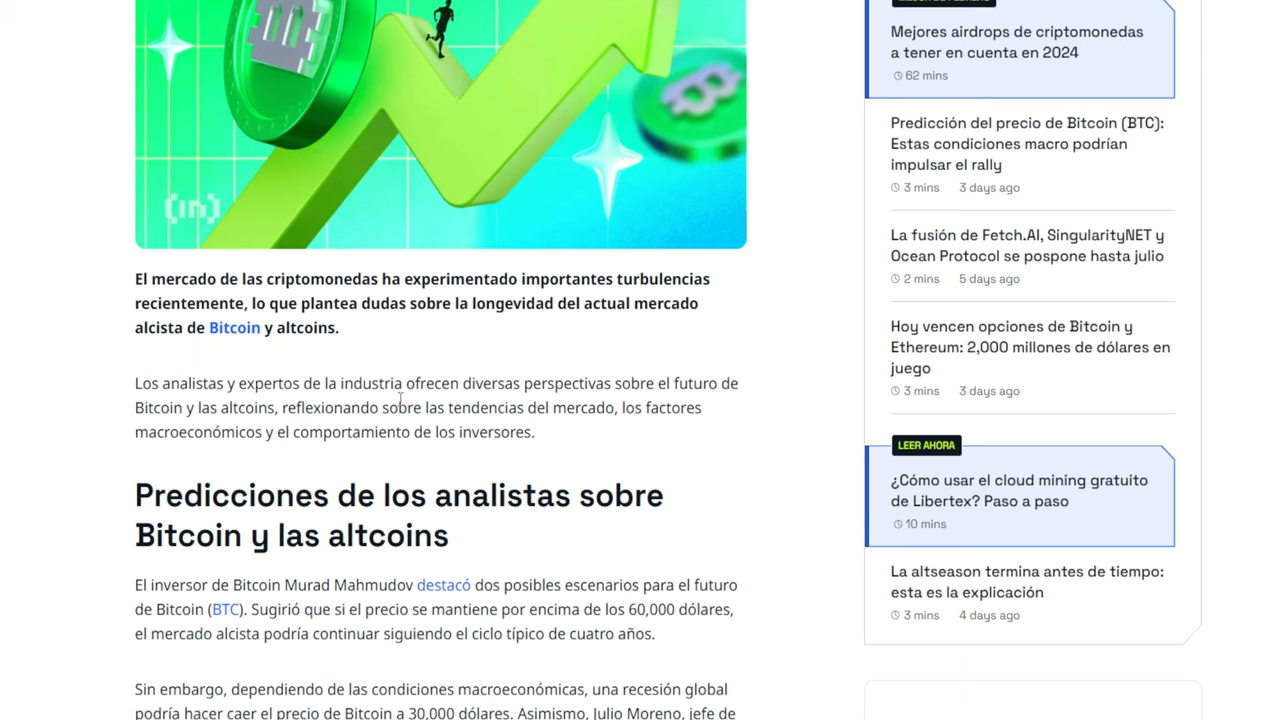 (in)
El mercado de las criptomonedas ha experimentado importantes turbulencias
recientemente, lo que plantea dudas sobre la longevidad del actual mercado
alcista de Bitcoin y altcoins.
Los analistas y expertos de la industria ofrecen diversas perspectivas sobre el futuro de
Bitcoin y las altcoins, reflexionando sobre las tendencias del mercado, los factores
macroeconómicos y el comportamiento de los inversores.
Predicciones de los analistas sobre
Bitcoin y las altcoins
El inversor de Bitcoin Murad Mahmudov destacó dos posibles escenarios para el futuro
de Bitcoin (BTC). Sugirió que si el precio se mantiene por encima de los 60,000 dólares,
el mercado alcista podría continuar siguiendo el ciclo típico de cuatro años.
Sin embargo, dependiendo de las condiciones macroeconómicas, una recesión global
podría hacer caer el precio de Bitcoin a 30,000 dólares. Asimismo, Julio Moreno, jefe de
Mejores airdrops de criptomonedas
a tener en cuenta en 2024
62 mins
Predicción del precio de Bitcoin (BTC):
Estas condiciones macro podrían
impulsar el rally
3 mins 3 days ago
La fusión de Fetch.AI, SingularityNET y
Ocean Protocol se pospone hasta julio
2 mins 5 days ago
Hoy vencen opciones de Bitcoin y
Ethereum: 2,000 millones de dólares en
juego
3 mins 3 days ago
LEER AHORA
¿Cómo usar el cloud mining gratuito
de Libertex? Paso a paso
10 mins
La altseason termina antes de tiempo:
esta es la explicación
3 mins 4 days ago